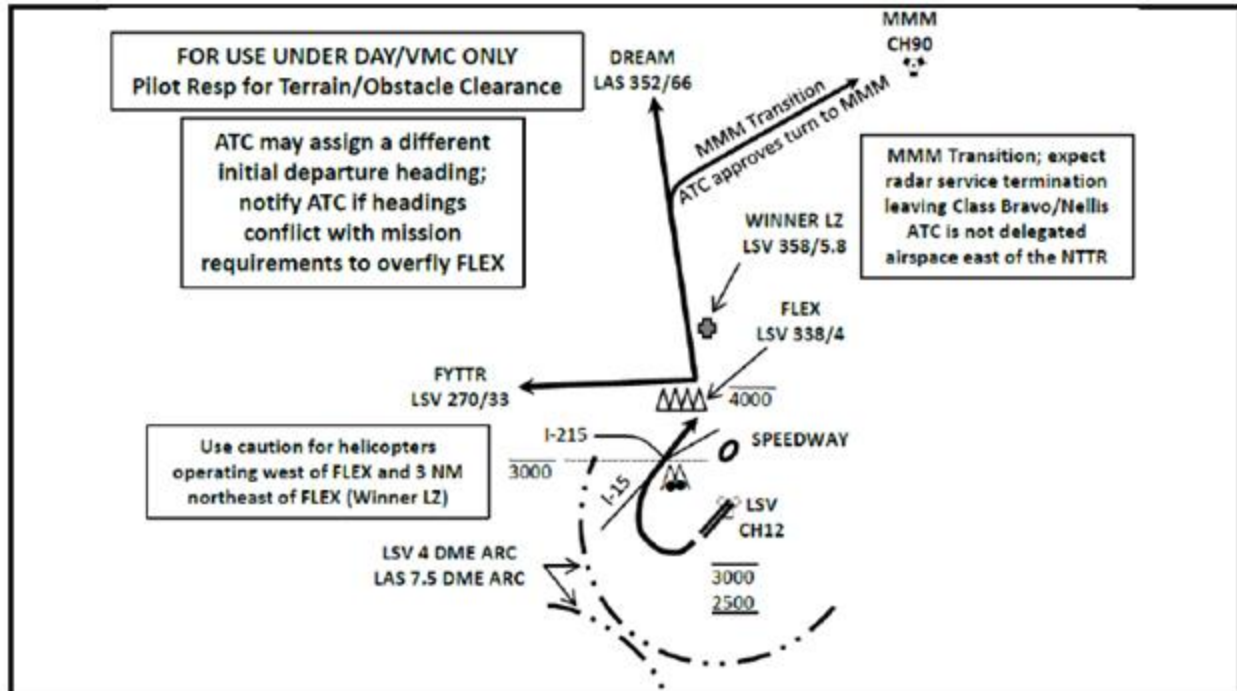 MMM
CH90
FOR USE UNDER DAY/VMC ONLY
Pilot Resp for Terrain/Obstacle Clearance
DREAM
LAS 352/66
MMM Transition
ATC approves turn to MMM
ATC may assign a different
initial departure heading;
notify ATC if headings
conflict with mission
requirements to overfly FLEX
MMM Transition; expect
radar service termination
leaving Class Bravo/Nellis
ATC is not delegated
airspace east of the NTTR
WINNER LZ
LSV 358/5.8
FLEX
LSV 338/4
FYTTR
LSV 270/33
4000
I-215
SPEEDWAY
3000
Use caution for helicopters
operating west of FLEX and 3 NM
northeast of FLEX (Winner LZ)
I-15
LSV
CH12
LSV 4 DME ARC
LAS 7.5 DME ARC
3000
2500